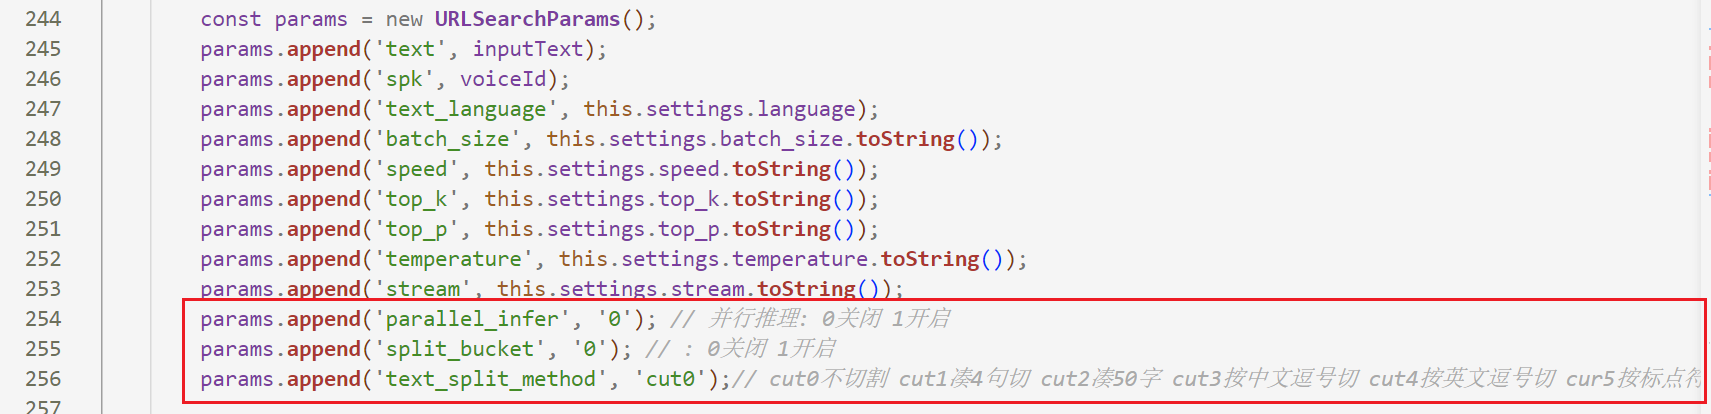 244 const params = new URLSearchParams();
245 params.append('text', inputText);
246 params.append('spk', voiceId);
247 params.append('text_language', this.settings.language);
248 params.append('batch_size', this.settings.batch_size.toString());
249 params.append('speed', this.settings.speed.toString());
250 params.append('top_k', this.settings.top_k.toString());
251 params.append('top_p', this.settings.top_p.toString());
252 params.append('temperature', this.settings.temperature.toString());
253 params.append('stream', this.settings.stream.toString());
254 params.append('parallel_infer', '0'); // 并行推理: 0关闭 1开启
255 params.append('split_bucket', '0'); // : 0关闭 1开启
256 params.append('text_split_method', 'cut0');// cut0不切割 cut1凑4句切 cut2凑50字 cut3按中文逗号切 cut4按英文逗号切 cur5按标点符
257